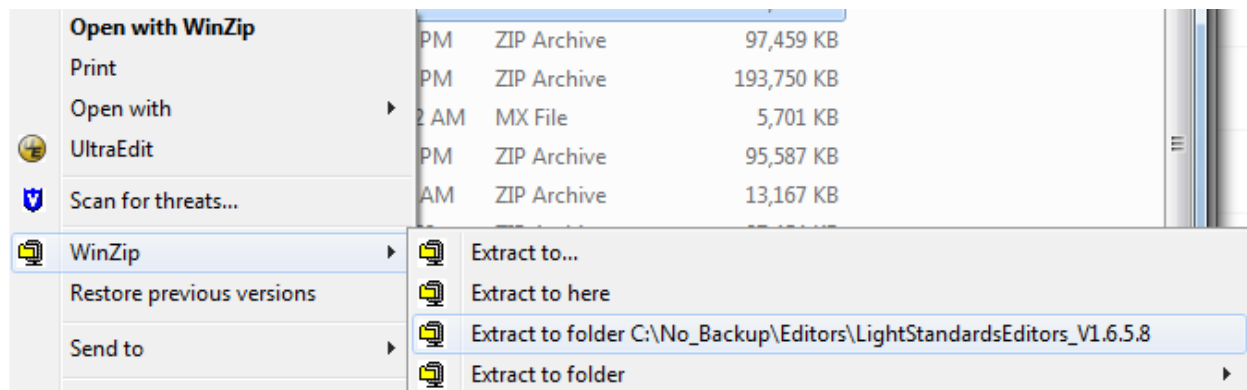 Open with WinZip
PM ZIP Archive 97,459 KB
Print
PM ZIP Archive 193,750 KB
Open with
AM MX File 5,701 KB
UltraEdit
PM ZIP Archive 95,587 KB
Scan for threats...
AM ZIP Archive 13,167 KB
WinZip
Extract to...
Restore previous versions
Extract to here
Extract to folder C:\No_Backup\Editors\LightStandardsEditors_V1.6.5.8
Send to
Extract to folder